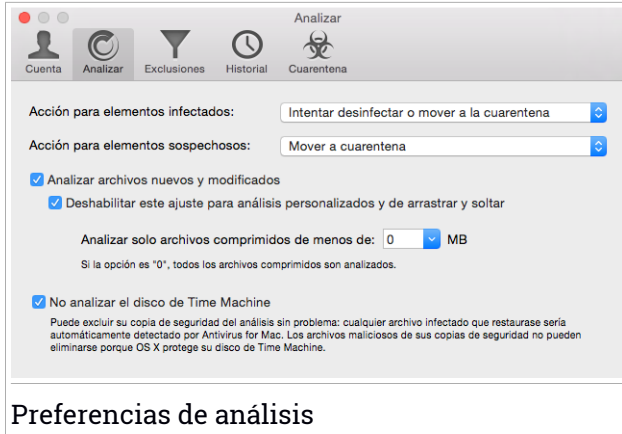 Analizar
Cuenta Analizar Exclusiones Historial Cuarentena
Acción para elementos infectados: Intentar desinfectar o mover a la cuarentena
Acción para elementos sospechosos: Mover a cuarentena
Analizar archivos nuevos y modificados
Deshabilitar este ajuste para análisis personalizados y de arrastrar y soltar
Analizar solo archivos comprimidos de menos de: 0 MB
Si la opción es "0", todos los archivos comprimidos son analizados.
No analizar el disco de Time Machine
Puede excluir su copia de seguridad del análisis sin problema: cualquier archivo infectado que restaurase sería
automáticamente detectado por Antivirus for Mac. Los archivos maliciosos de sus copias de seguridad no pueden
eliminarse porque OS X protege su disco de Time Machine.
Preferencias de análisis